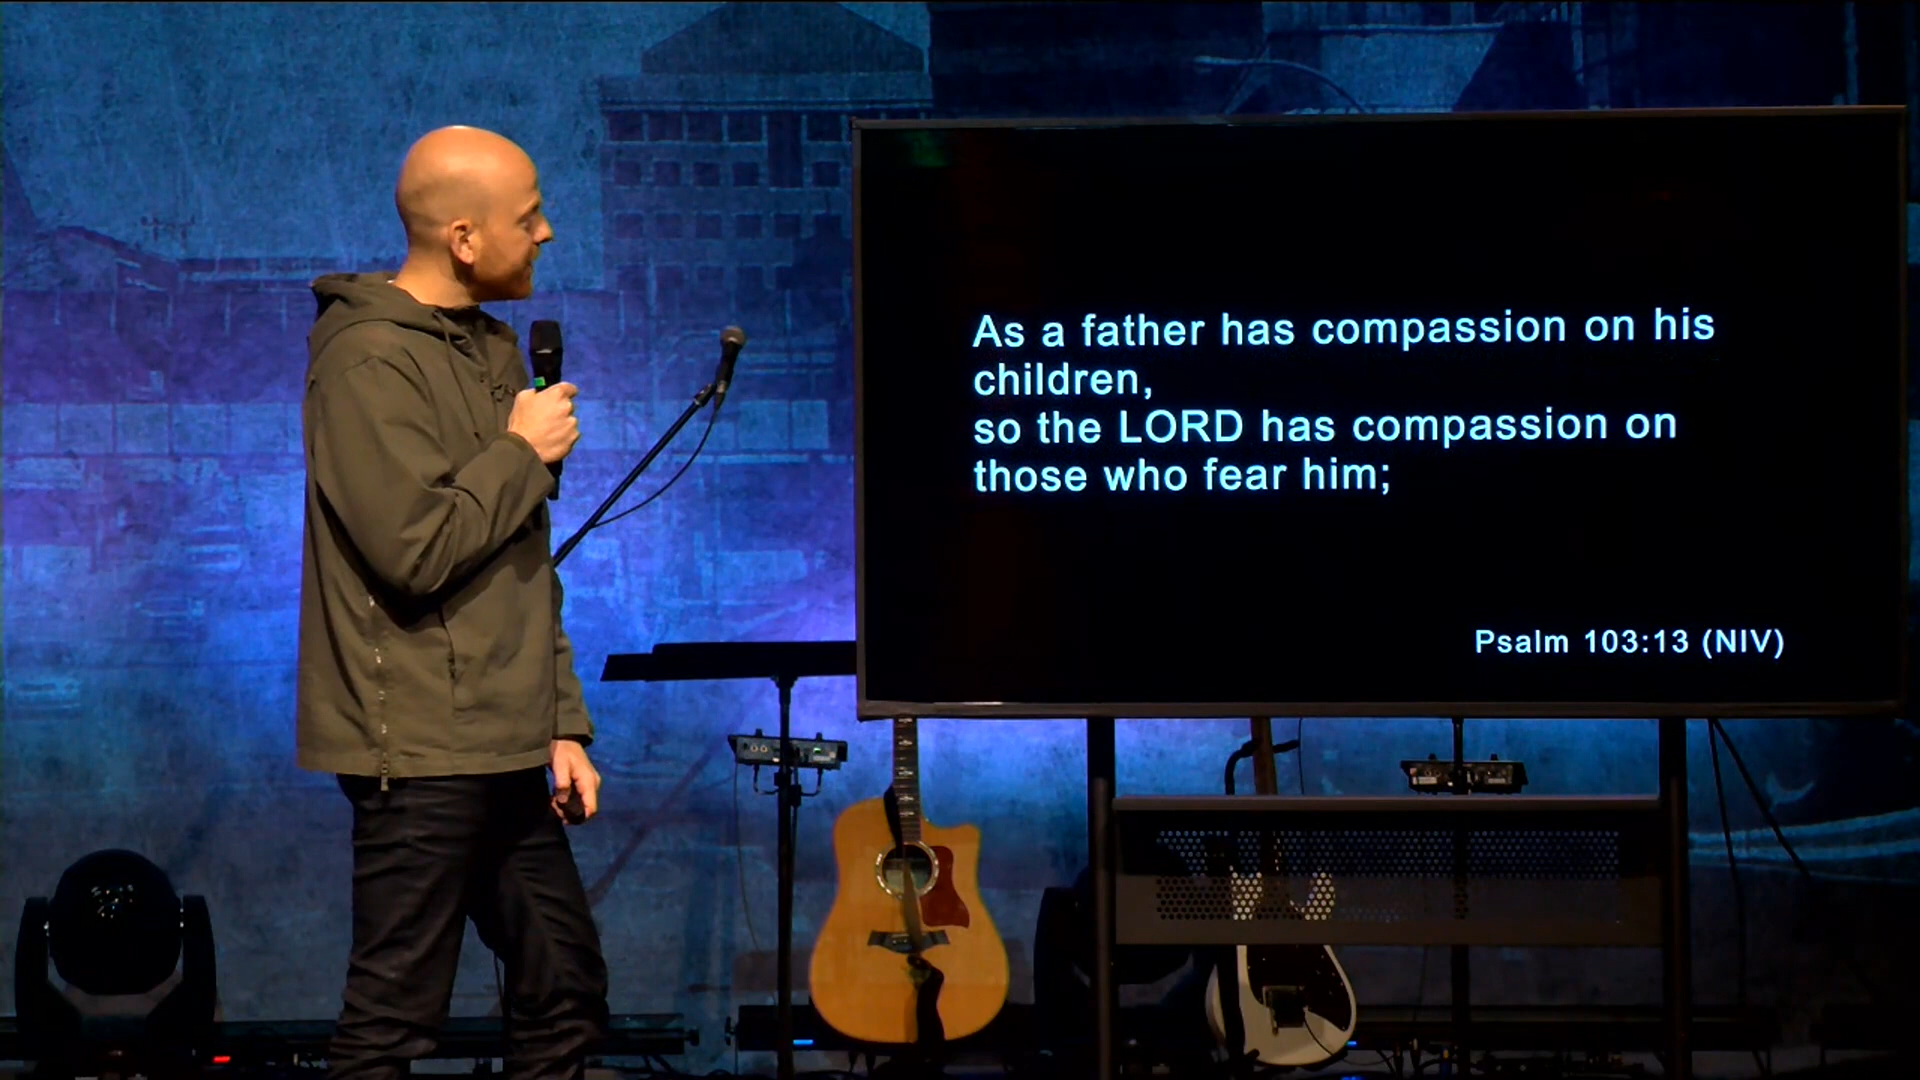 As a father has compassion on his
children,
so the LORD has compassion on
those who fear him;
Psalm 103:13 (NIV)